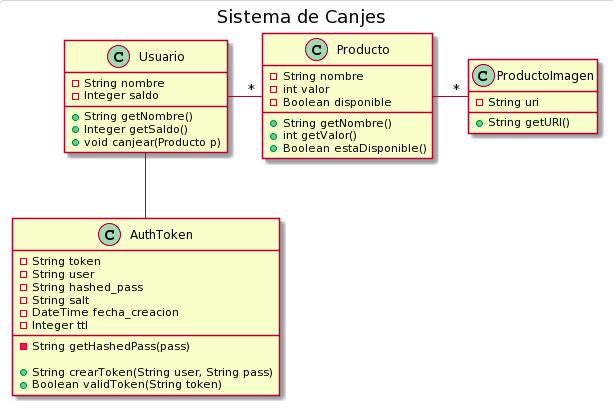 Sistema de Canjes
C Usuario
String nombre
Integer saldo
String getNombre()
Integer getSaldo()
void canjear(Producto p)
*
C Producto
String nombre
int valor
Boolean disponible
String getNombre()
int getValor()
Boolean estaDisponible()
*
C ProductoImagen
String uri
String getURI()
C AuthToken
String token
String user
String hashed_pass
String salt
DateTime fecha_creacion
Integer ttl
String getHashedPass(pass)
String crearToken(String user, String pass)
Boolean validToken(String token)